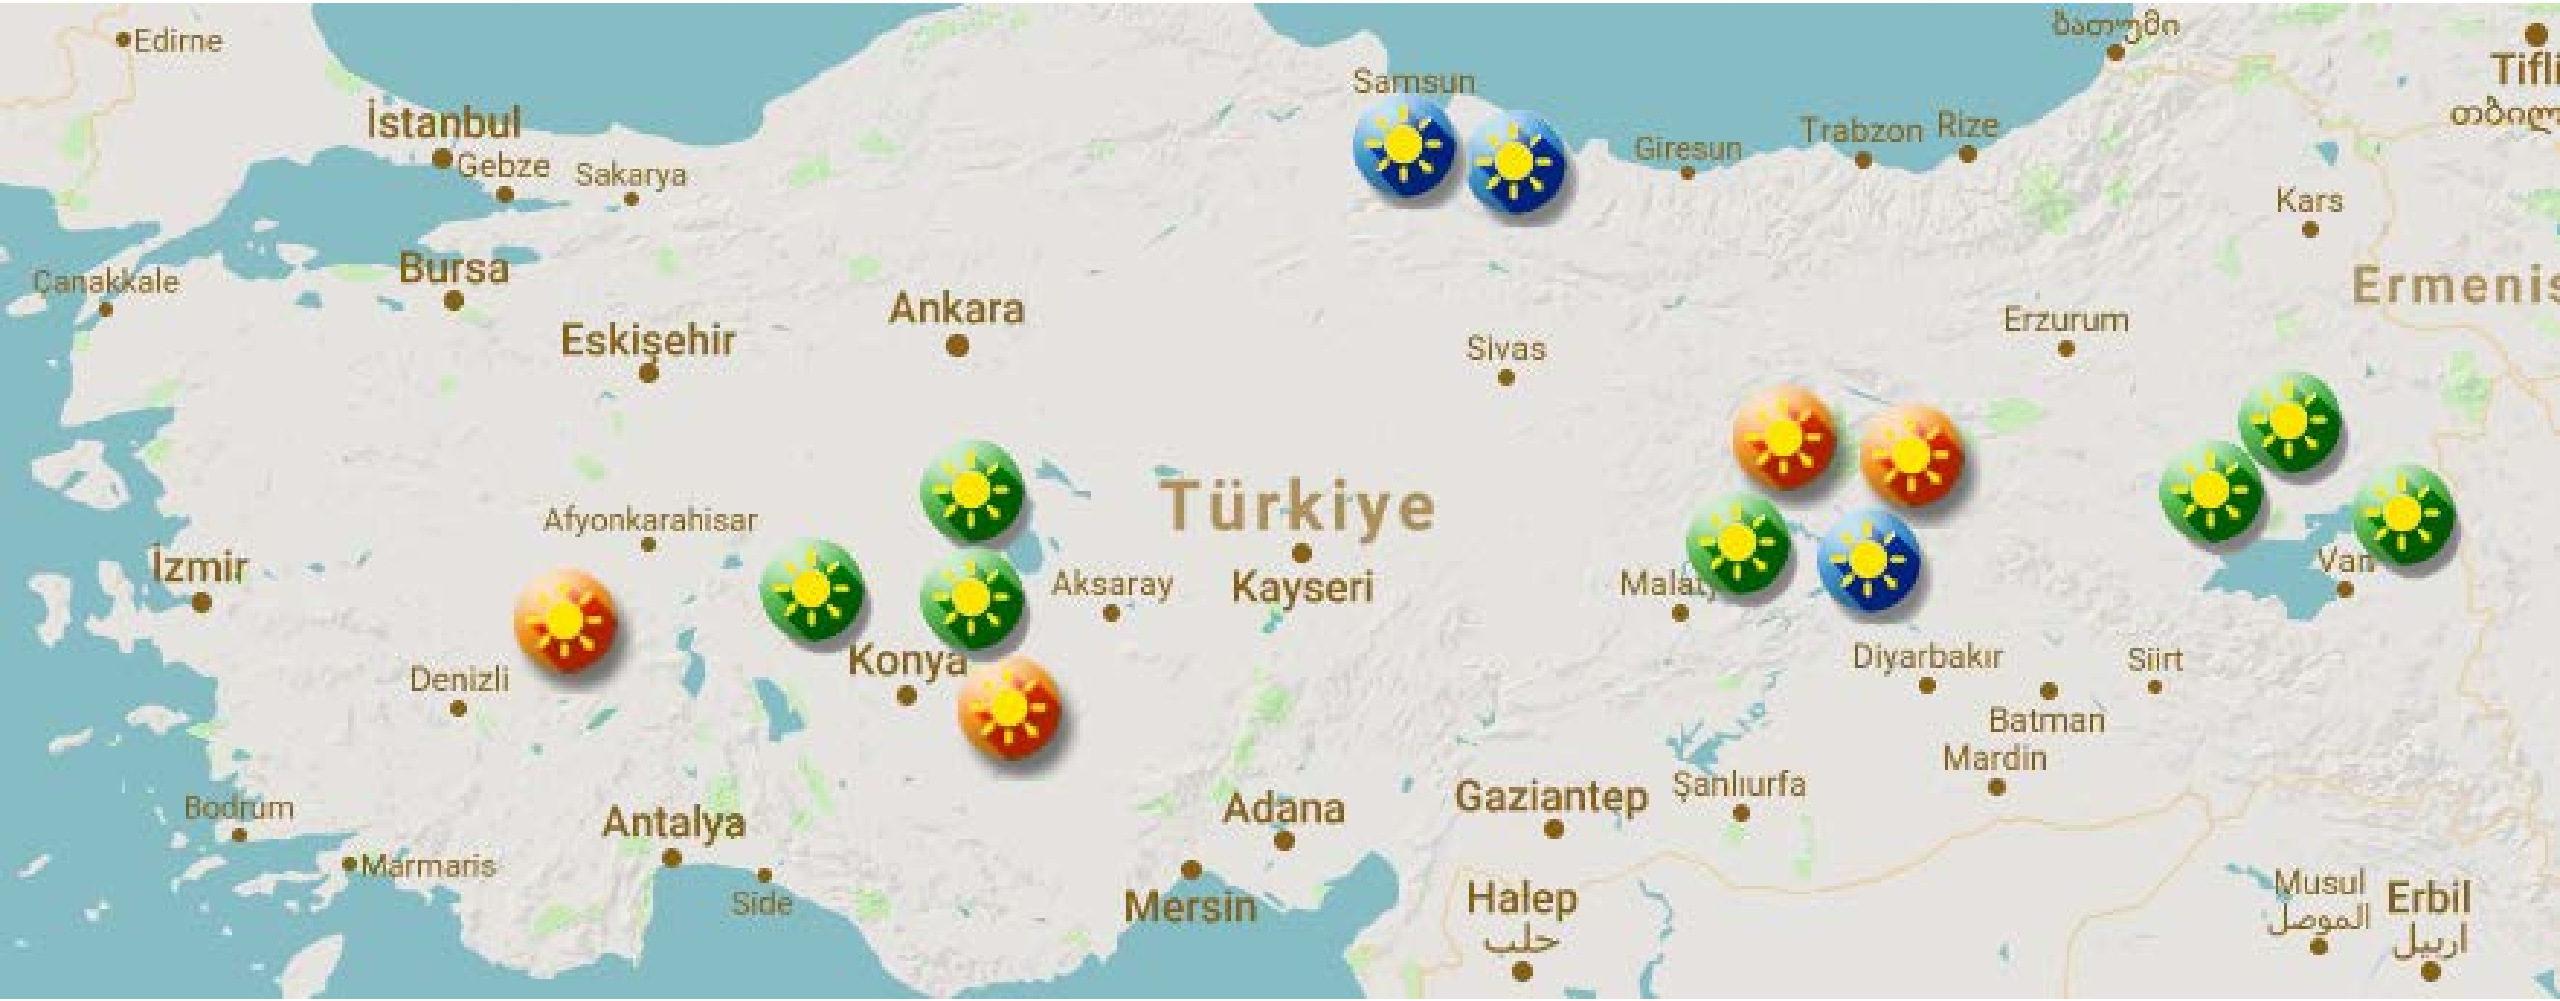 Edirne
ბათუმი
Tifli
თბილ
Samsun
İstanbul
Gebze
Sakarya
Giresun
Trabzon
Rize
Kars
Çanakkale
Bursa
Ermenis
Ankara
Eskişehir
Sivas
Erzurum
Türkiye
Afyonkarahisar
İzmir
Aksaray
Kayseri
Malaty
Van
Konya
Denizli
Diyarbakır
Siirt
Batman
Mardin
Bodrum
Antalya
Adana
Gaziantep
Şanlıurfa
Marmaris
Side
Mersin
Halep
حلب
Musul
الموصل
Erbil
اربيل